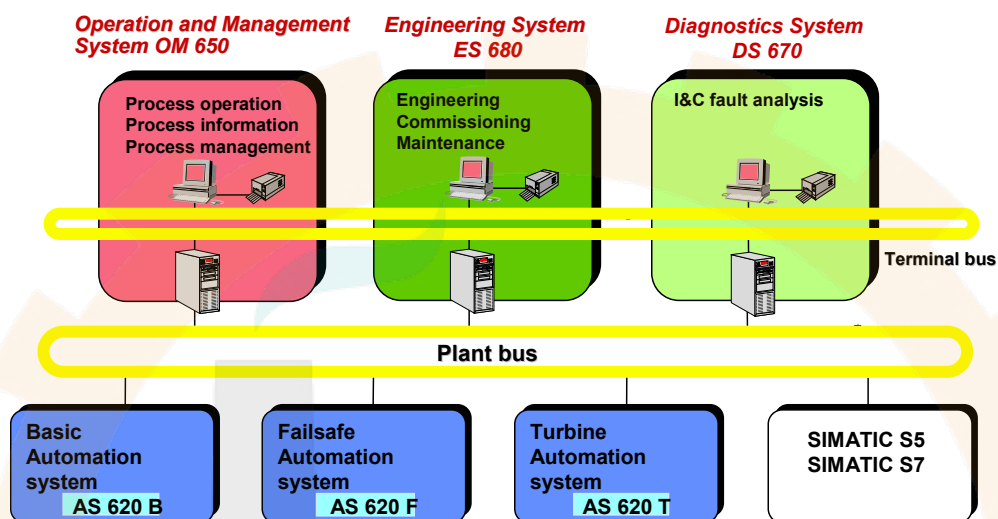 Operation and Management
System OM 650
Engineering System
ES 680
Diagnostics System
DS 670
Process operation
Process information
Process management
Engineering
Commissioning
Maintenance
I&C fault analysis
Terminal bus
Plant bus
Basic
Automation
system
AS 620 B
Failsafe
Automation
system
AS 620 F
Turbine
Automation
system
AS 620 T
SIMATIC S5
SIMATIC S7